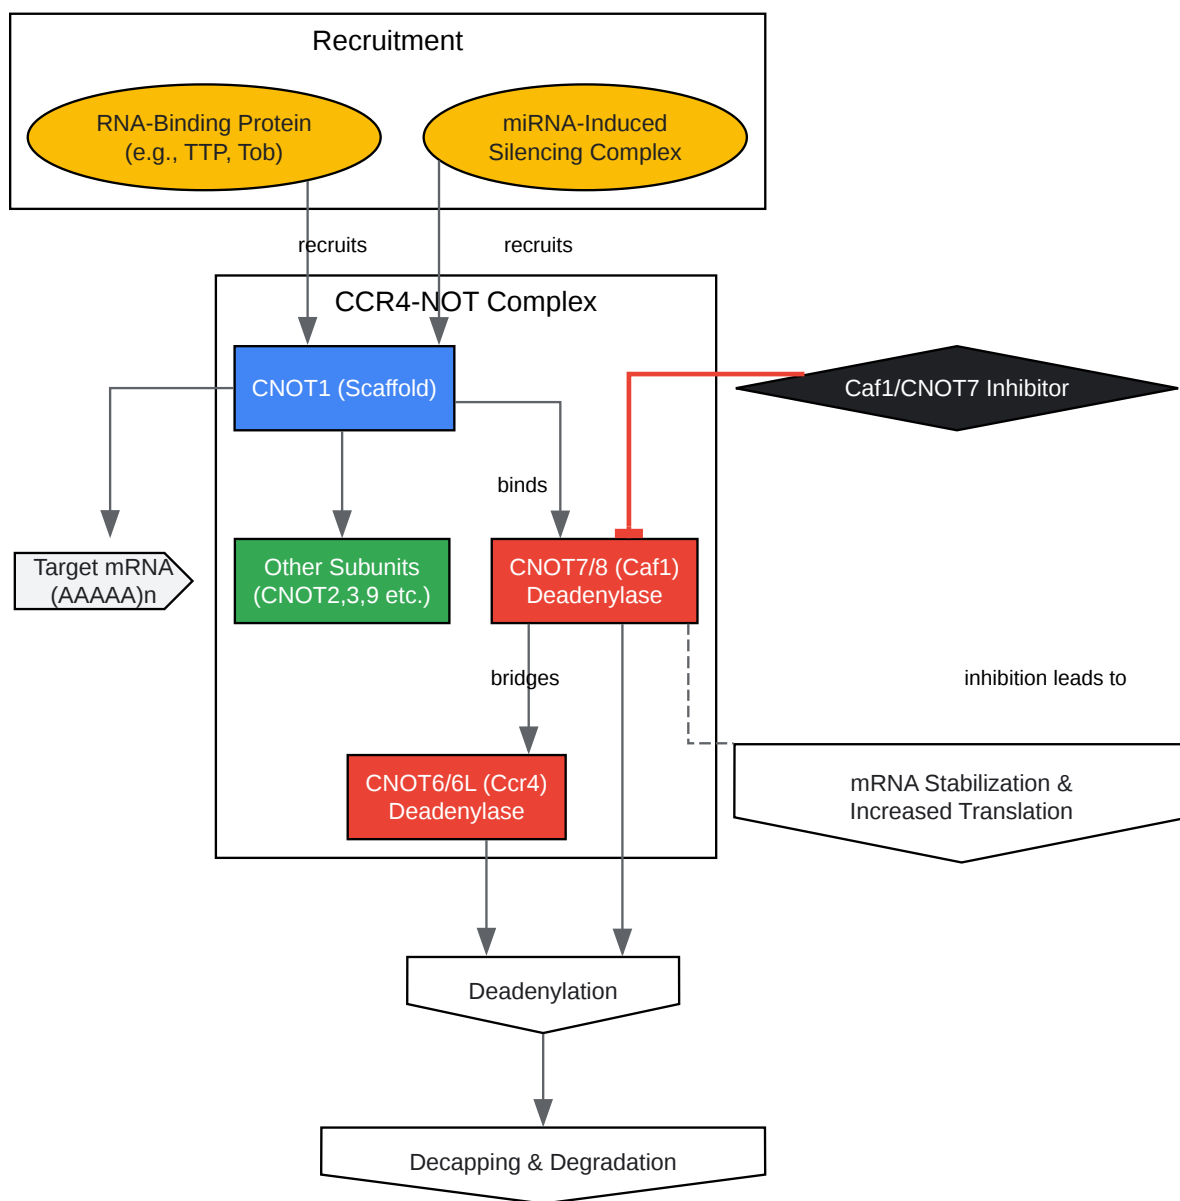 Recruitment
RNA-Binding Protein
(e.g., TTP, Tob)
miRNA-Induced
Silencing Complex
recruits
recruits
CCR4-NOT Complex
CNOT1 (Scaffold)
Caf1/CNOT7 Inhibitor
binds
Target mRNA
(AAAAA)n
Other Subunits
(CNOT2,3,9 etc.)
CNOT7/8 (Caf1)
Deadenylase
bridges
inhibition leads to
CNOT6/6L (Ccr4)
Deadenylase
mRNA Stabilization &
Increased Translation
Deadenylation
Decapping & Degradation